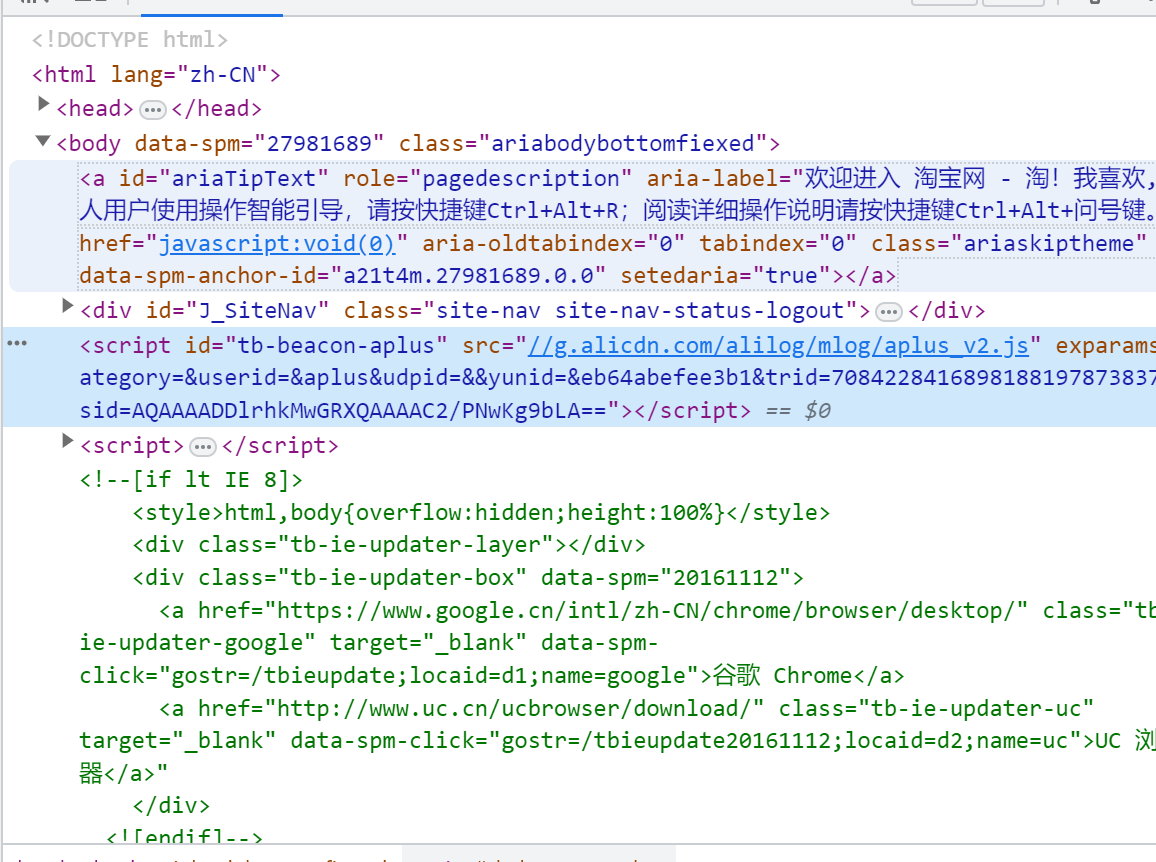 <!DOCTYPE html>
<html lang="zh-CN">
<head> ••• </head>
<body data-spm="27981689" class="ariabodybottomfiexed">
<a id="ariaTipText" role="pagedescription" aria-label="欢迎进入 淘宝网 - 淘！我喜欢,
人用户使用操作智能引导，请按快捷键Ctrl+Alt+R；阅读详细操作说明请按快捷键Ctrl+Alt+问号键。
href="javascript:void(0)" aria-oldtabindex="0" tabindex="0" class="ariaskiptheme"
data-spm-anchor-id="a21t4m.27981689.0.0" setedaria="true"></a>
<div id="J_SiteNav" class="site-nav site-nav-status-logout"> ••• </div>
••• <script id="tb-beacon-aplus" src="//g.alicdn.com/alilog/mlog/aplus_v2.js" exparams
ategory=&userid=&aplus&udpid=&&yunid=&eb64abefee3b1&trid=7084228416898188197873837
sid=AQAAAADDlrhkMwGRXQAAAAC2/PNwKg9bLA=="></script> == $0
<script> ••• </script>
<!--[if lt IE 8]>
<style>html,body{overflow:hidden;height:100%}</style>
<div class="tb-ie-updater-layer"></div>
<div class="tb-ie-updater-box" data-spm="20161112">
<a href="https://www.google.cn/intl/zh-CN/chrome/browser/desktop/" class="tb
ie-updater-google" target="_blank" data-spm-
click="gostr=/tbieupdate;locaid=d1;name=google">谷歌 Chrome</a>
<a href="http://www.uc.cn/ucbrowser/download/" class="tb-ie-updater-uc"
target="_blank" data-spm-click="gostr=/tbieupdate20161112;locaid=d2;name=uc">UC 浏
器</a>"
</div>
<![endif]-->